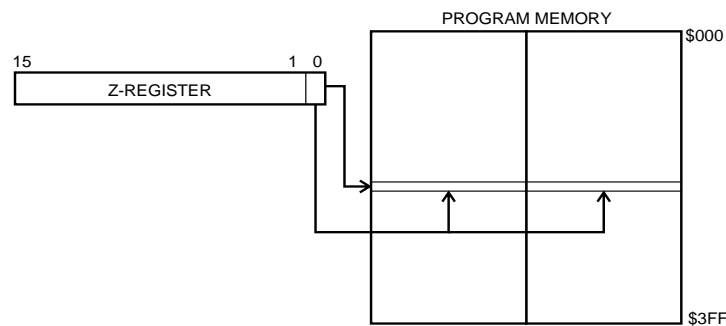 PROGRAM MEMORY
$000
15 1 0
Z-REGISTER
$3FF